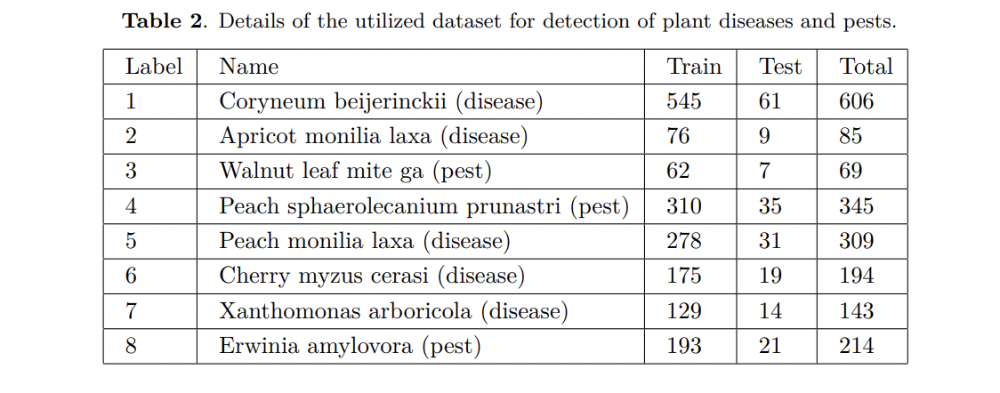 Table 2. Details of the utilized dataset for detection of plant diseases and pests.
Label Name Train Test Total
1 Coryneum beijerinckii (disease) 545 61 606
2 Apricot monilia laxa (disease) 76 9 85
3 Walnut leaf mite ga (pest) 62 7 69
4 Peach sphaerolecanium prunastri (pest) 310 35 345
5 Peach monilia laxa (disease) 278 31 309
6 Cherry myzus cerasi (disease) 175 19 194
7 Xanthomonas arboricola (disease) 129 14 143
8 Erwinia amylovora (pest) 193 21 214